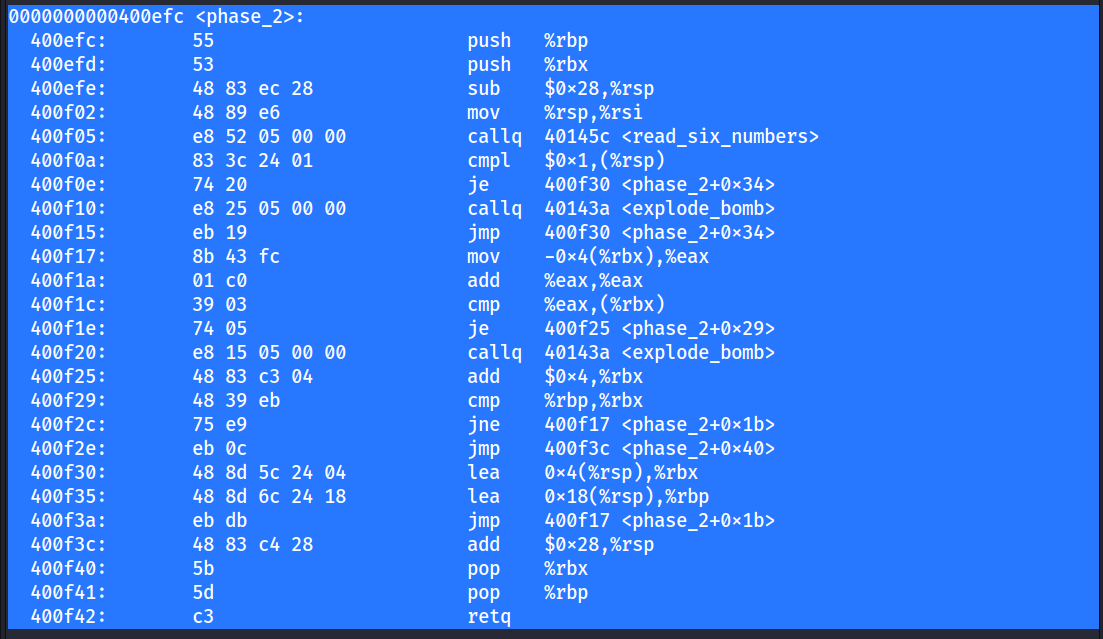 0000000000400efc <phase_2>:
400efc: 55 push %rbp
400efd: 53 push %rbx
400efe: 48 83 ec 28 sub $0×28,%rsp
400f02: 48 89 e6 mov %rsp,%rsi
400f05: e8 52 05 00 00 callq 40145c <read_six_numbers>
400f0a: 83 3c 24 01 cmpl $0×1,(%rsp)
400f0e: 74 20 je 400f30 <phase_2+0×34>
400f10: e8 25 05 00 00 callq 40143a <explode_bomb>
400f15: eb 19 jmp 400f30 <phase_2+0×34>
400f17: 8b 43 fc mov -0×4(%rbx),%eax
400f1a: 01 c0 add %eax,%eax
400f1c: 39 03 cmp %eax,(%rbx)
400f1e: 74 05 je 400f25 <phase_2+0×29>
400f20: e8 15 05 00 00 callq 40143a <explode_bomb>
400f25: 48 83 c3 04 add $0×4,%rbx
400f29: 48 39 eb cmp %rbp,%rbx
400f2c: 75 e9 jne 400f17 <phase_2+0×1b>
400f2e: eb 0c jmp 400f3c <phase_2+0×40>
400f30: 48 8d 5c 24 04 lea 0×4(%rsp),%rbx
400f35: 48 8d 6c 24 18 lea 0×18(%rsp),%rbp
400f3a: eb db jmp 400f17 <phase_2+0×1b>
400f3c: 48 83 c4 28 add $0×28,%rsp
400f40: 5b pop %rbx
400f41: 5d pop %rbp
400f42: c3 retq